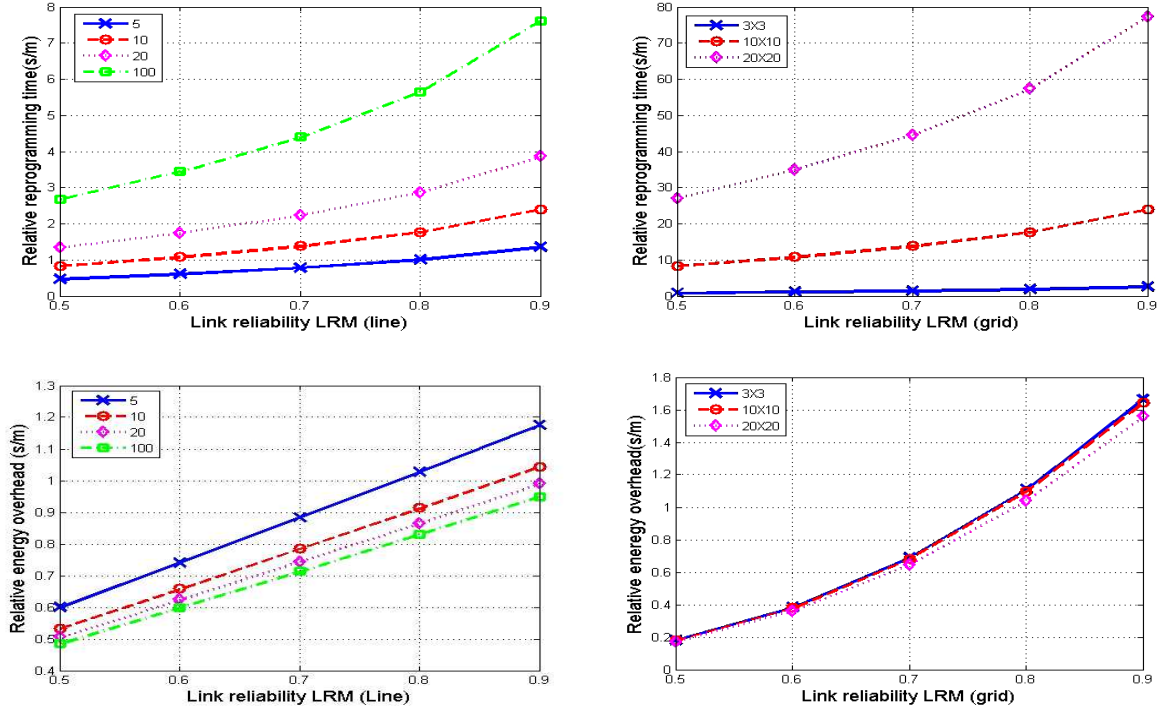 Relative reprogramming time(s/m)
8
7
6
5
4
3
2
1
0
5
10
20
100
0.5 0.6 0.7 0.8 0.9
Link reliability LRM (line)
Relative reprogramming time(s/m)
80
70
60
50
40
30
20
10
0
3X3
10X10
20X20
0.5 0.6 0.7 0.8 0.9
Link reliability LRM (grid)
Relative energy overhead (s/m)
1.3
1.2
1.1
1
0.9
0.8
0.7
0.6
0.5
0.4
5
10
20
100
0.5 0.6 0.7 0.8 0.9
Link reliability LRM (Line)
Relative eneregy overhead(s/m)
1.8
1.6
1.4
1.2
1
0.8
0.6
0.4
0.2
0
3X3
10X10
20X20
0.5 0.6 0.7 0.8 0.9
Link reliability LRM (grid)